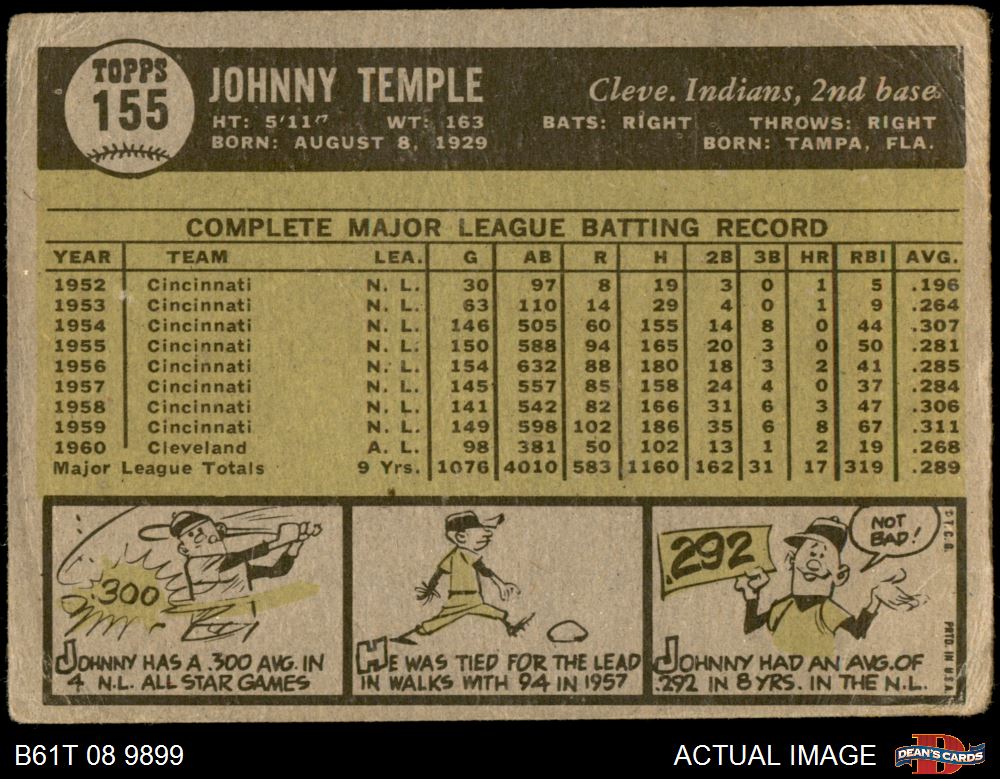 TOPPS
155
JOHNNY TEMPLE
Cleve. Indians, 2nd base
HT: 5'11" WT: 163 BATS: RIGHT THROWS: RIGHT
BORN: AUGUST 8, 1929 BORN: TAMPA, FLA.
COMPLETE MAJOR LEAGUE BATTING RECORD
YEAR TEAM LEA. G AB R H 2B 3B HR RBI AVG.
1952 Cincinnati N. L. 30 97 8 19 3 0 1 5 .196
1953 Cincinnati N. L. 63 110 14 29 4 0 1 9 .264
1954 Cincinnati N. L. 146 505 60 155 14 8 0 44 .307
1955 Cincinnati N. L. 150 588 94 165 20 3 0 50 .281
1956 Cincinnati N. L. 154 632 88 180 18 3 2 41 .285
1957 Cincinnati N. L. 145 557 85 158 24 4 0 37 .284
1958 Cincinnati N. L. 141 542 82 166 31 6 3 47 .306
1959 Cincinnati N. L. 149 598 102 186 35 6 8 67 .311
1960 Cleveland A. L. 98 381 50 102 13 1 2 19 .268
Major League Totals 9 Yrs. 1076 4010 583 1160 162 31 17 319 .289
.300
JOHNNY HAS A .300 AVG. IN
4 N.L. ALL STAR GAMES
HE WAS TIED FOR THE LEAD
IN WALKS WITH 94 IN 1957
.292
NOT
BAD!
JOHNNY HAD AN AVG. OF
.292 IN 8 YRS. IN THE N.L.
© T.C.G.
PRTD. IN U.S.A.
B61T 08 9899
ACTUAL IMAGE
DEAN'S CARDS